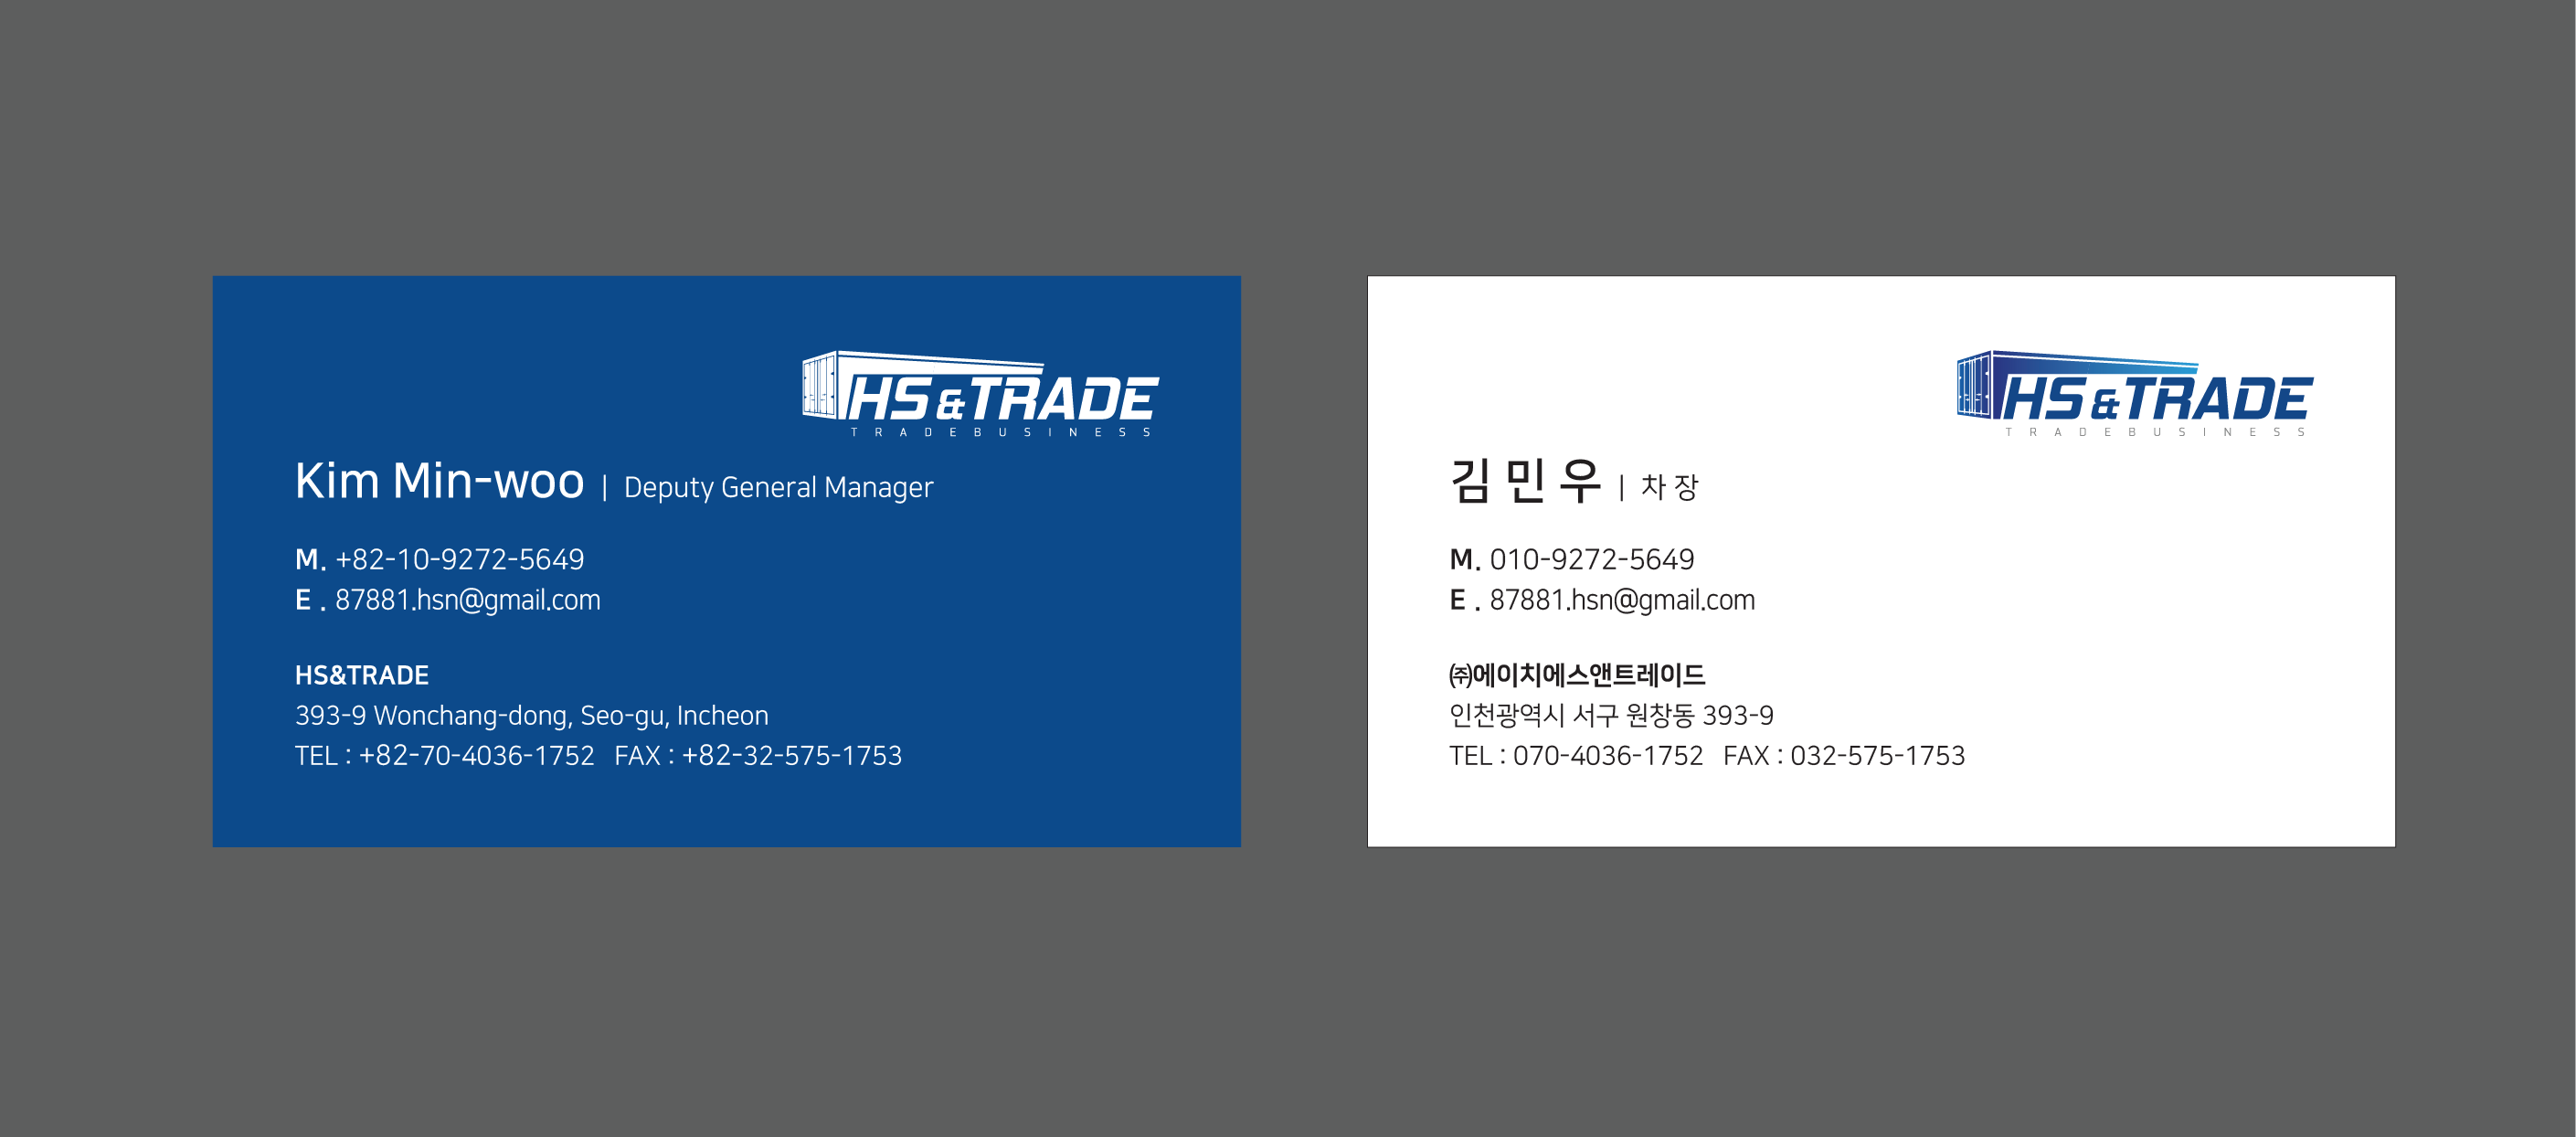 HS&TRADE
TRADEBUSINESS
Kim Min-woo | Deputy General Manager
M. +82-10-9272-5649
E . 87881.hsn@gmail.com
HS&TRADE
393-9 Wonchang-dong, Seo-gu, Incheon
TEL : +82-70-4036-1752 FAX : +82-32-575-1753
HS&TRADE
TRADEBUSINESS
김 민 우 | 차 장
M. 010-9272-5649
E . 87881.hsn@gmail.com
㈜에이치에스앤트레이드
인천광역시 서구 원창동 393-9
TEL : 070-4036-1752 FAX : 032-575-1753